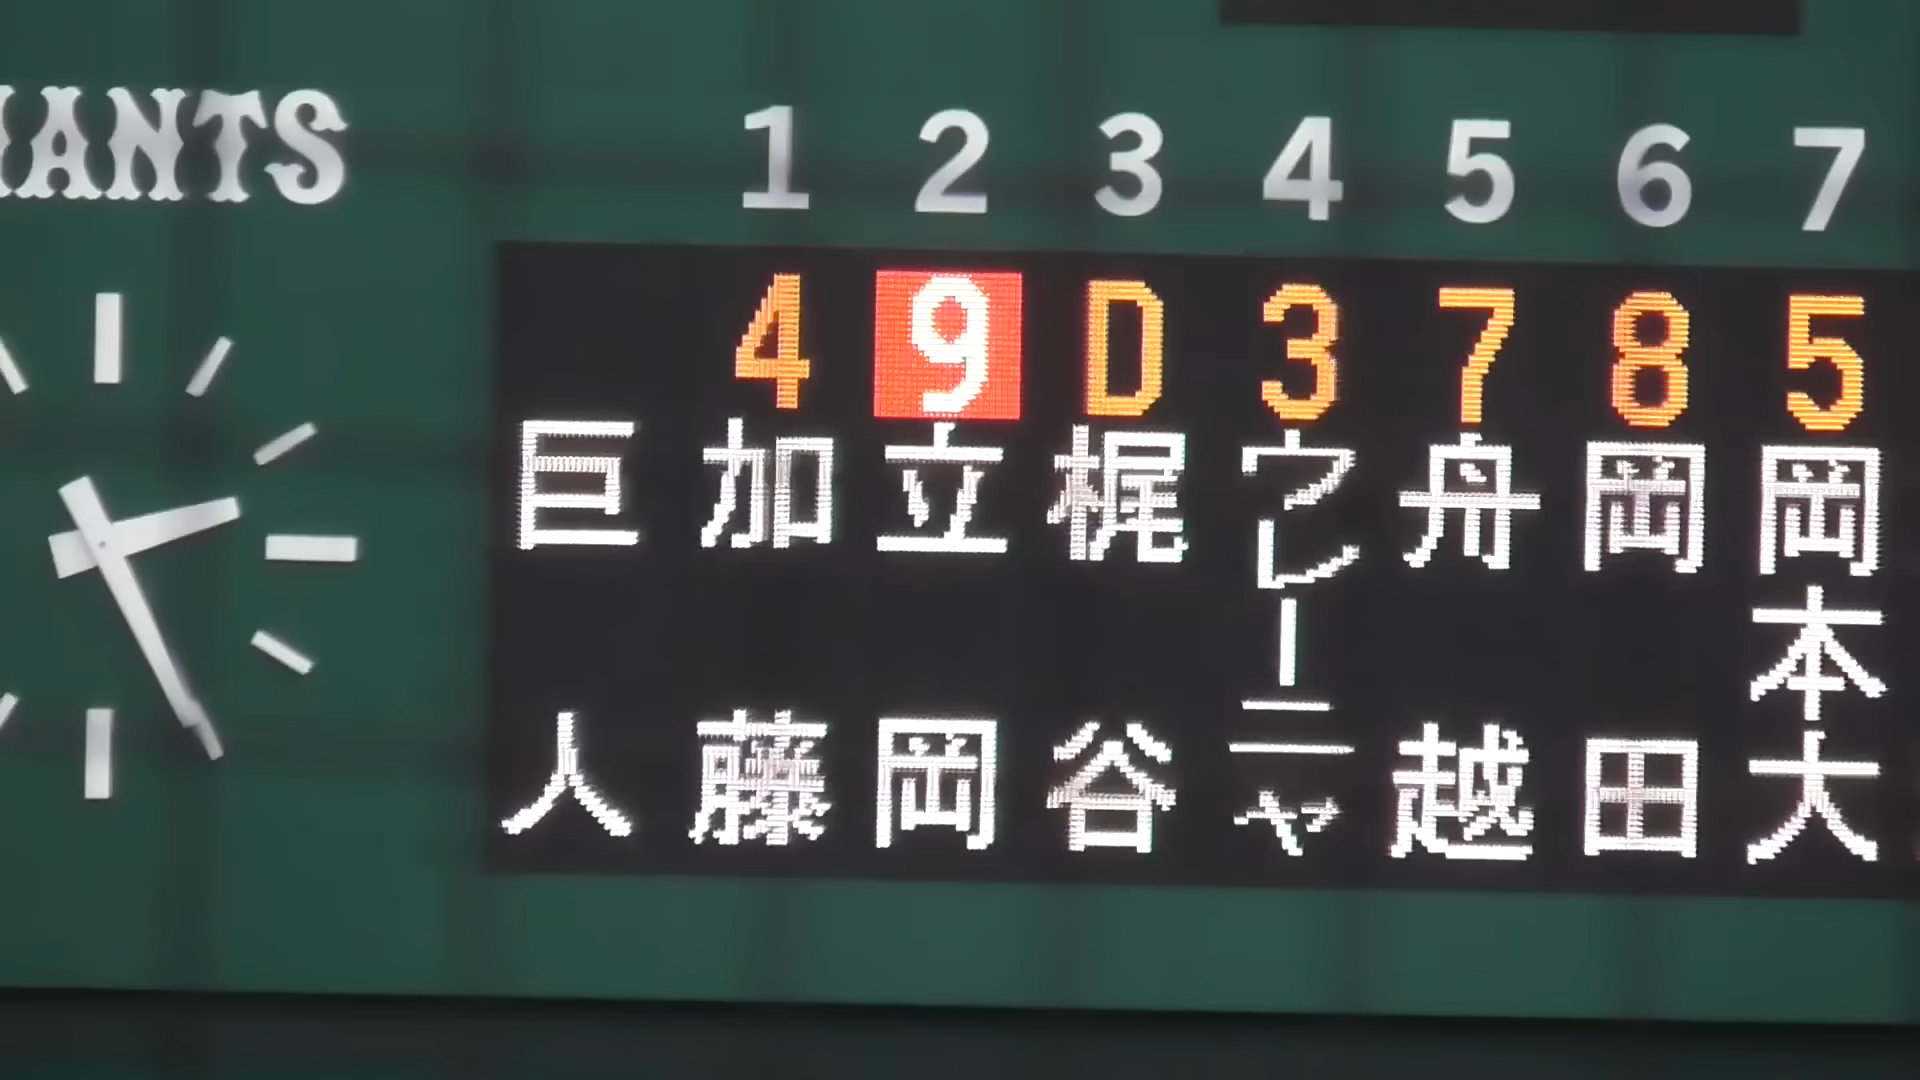 IANTS
1 2 3 4 5 6 7
4 9 D 3 7 8 5
巨人
加藤
立岡
梶谷
ウレーニャ
舟越
岡田
岡本大